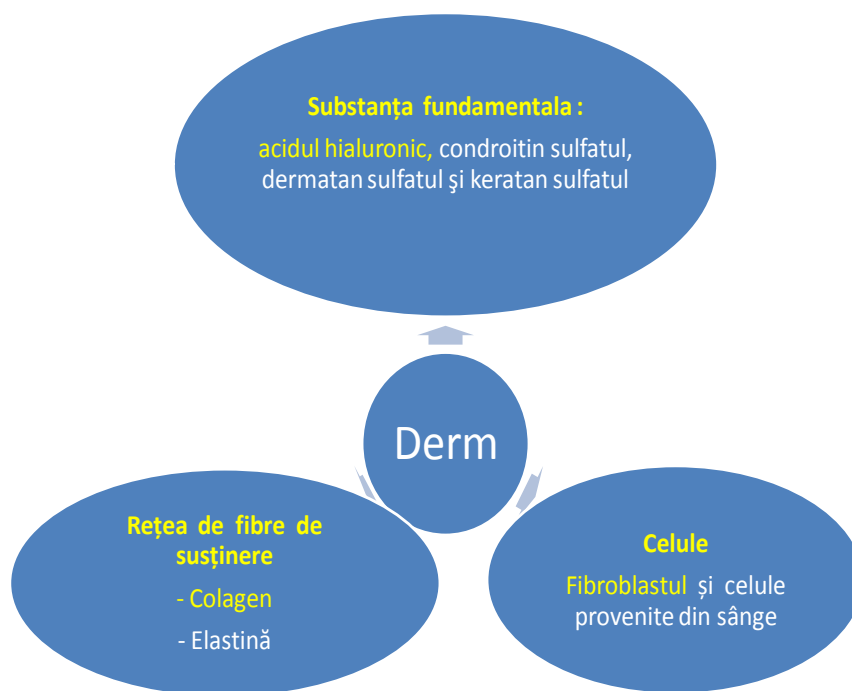 Substanța fundamentala :
acidul hialuronic, condroitin sulfatul,
dermatan sulfatul şi keratan sulfatul
Derm
Rețea de fibre de
susținere
- Colagen
- Elastină
Celule
Fibroblastul și celule
provenite din sânge